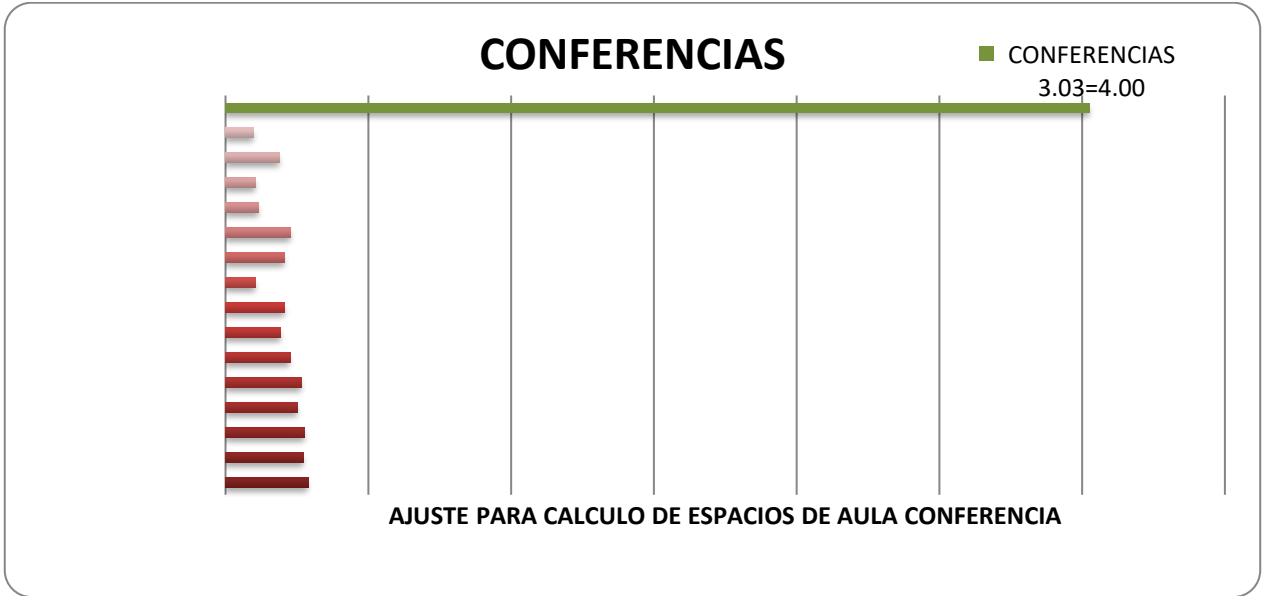 CONFERENCIAS
CONFERENCIAS
3.03=4.00
AJUSTE PARA CALCULO DE ESPACIOS DE AULA CONFERENCIA